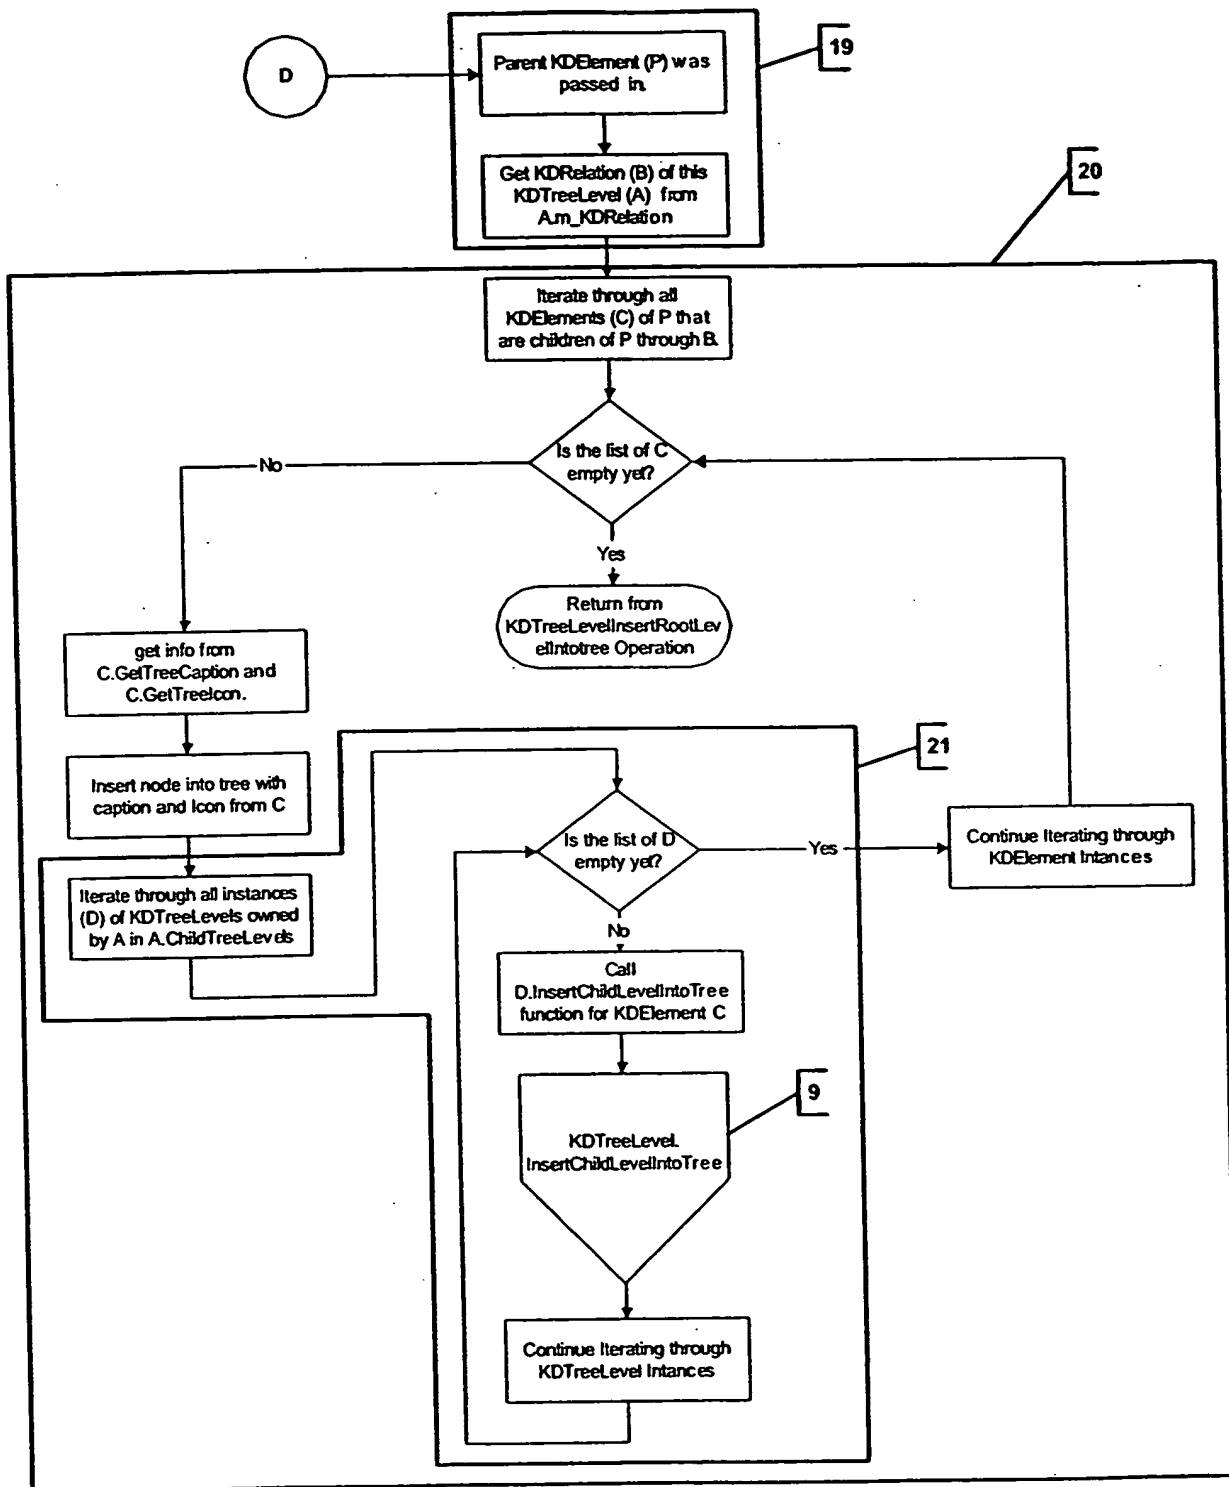 D
Parent KDElement (P) was
passed in.
19
Get KDRelation (B) of this
KDTreeLevel (A) from
A.m_KDRelation
20
Iterate through all
KDElements (C) of P that
are children of P through B.
Is the list of C
empty yet?
No
Yes
Return from
KDTreeLevelInsertRootLev
elIntotree Operation
get info from
C.GetTreeCaption and
C.GetTreeIcon.
Insert node into tree with
caption and Icon from C
21
Is the list of D
empty yet?
Yes
Continue Iterating through
KDElement Intances
Iterate through all instances
(D) of KDTreeLevels owned
by A in A.ChildTreeLevels
No
Call
D.InsertChildLevelIntoTree
function for KDElement C
9
KDTreeLevel.
InsertChildLevelIntoTree
Continue Iterating through
KDTreeLevel Intances